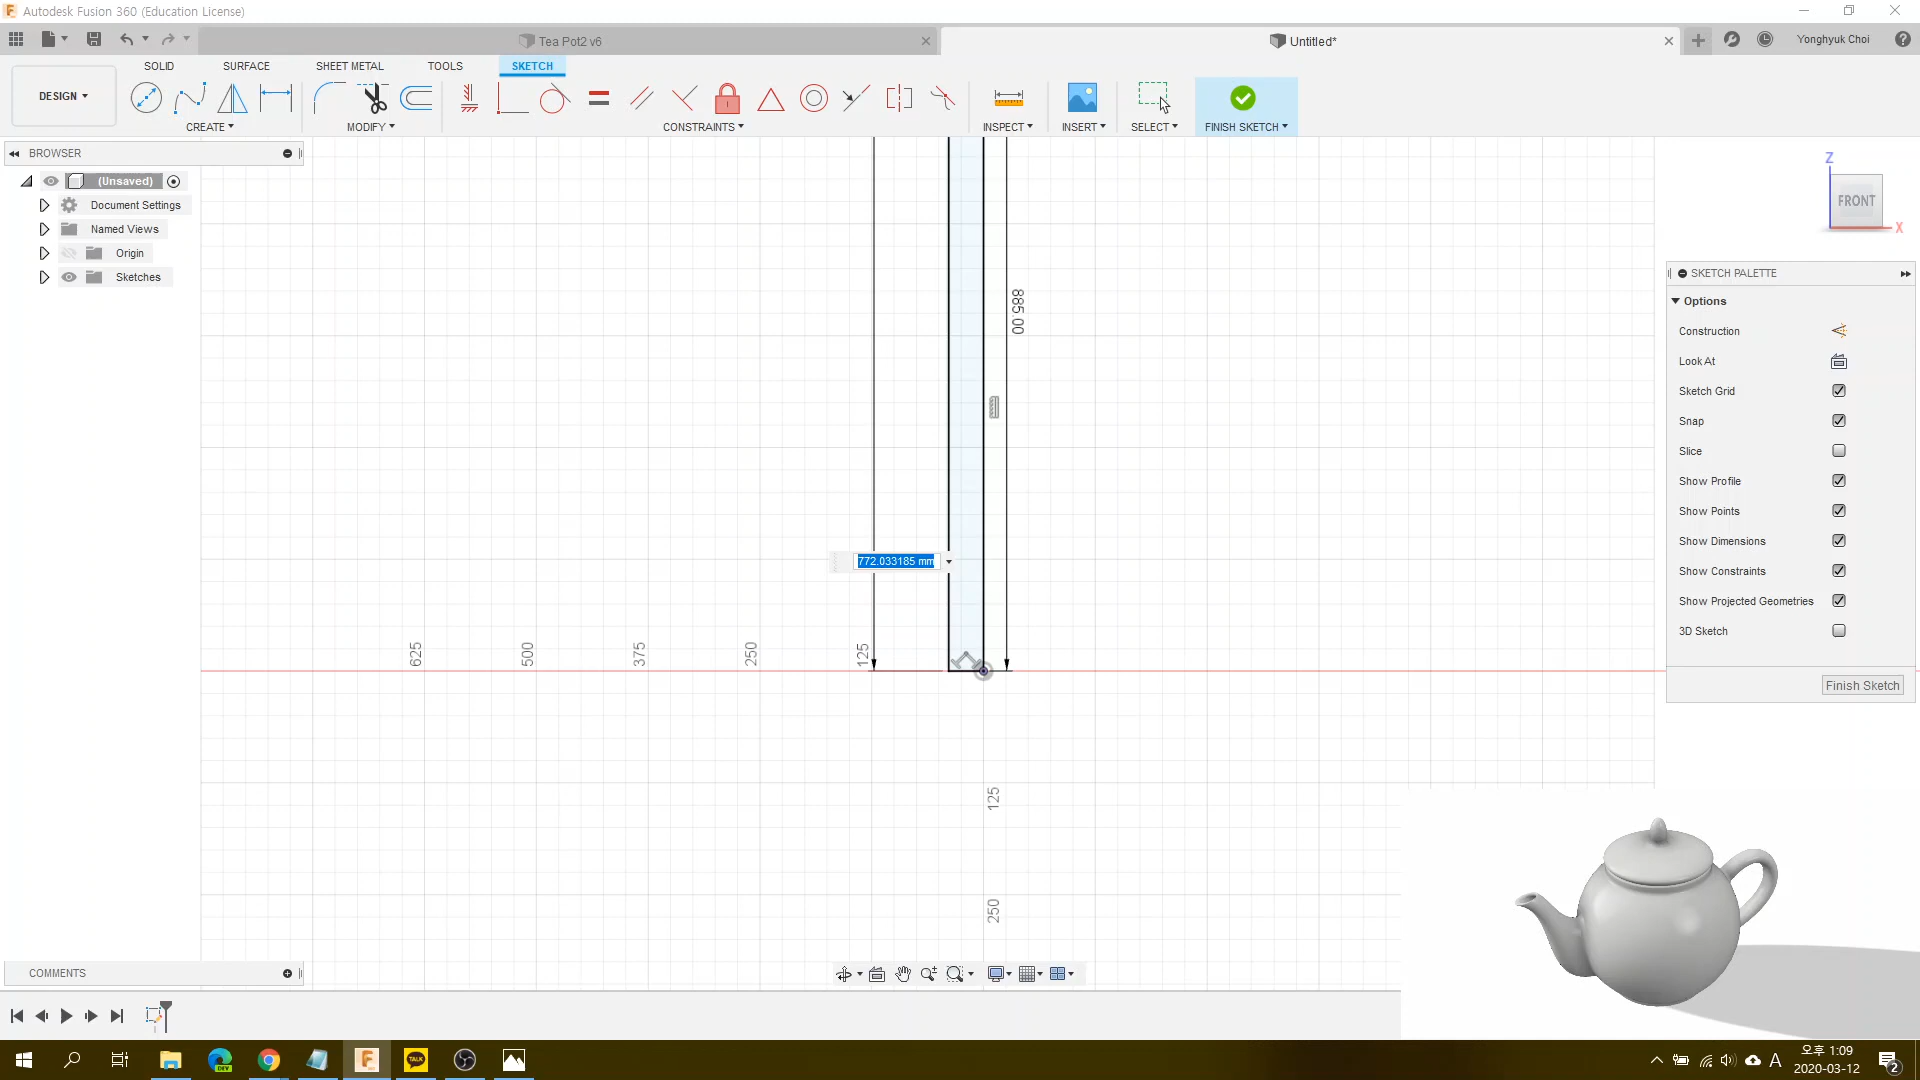 Autodesk Fusion 360 (Education License)
Tea Pot2 v6
Untitled*
Yonghyuk Choi
SOLID
SURFACE
SHEET METAL
TOOLS
SKETCH
DESIGN
CREATE
MODIFY
CONSTRAINTS
INSPECT
INSERT
SELECT
FINISH SKETCH
BROWSER
(Unsaved)
Document Settings
Named Views
Origin
Sketches
Z
FRONT
X
SKETCH PALETTE
Options
Construction
Look At
Sketch Grid
Snap
Slice
Show Profile
Show Points
Show Dimensions
Show Constraints
Show Projected Geometries
3D Sketch
Finish Sketch
885.00
772.033185 mm
625
500
375
250
125
125
250
COMMENTS
DEV
TALK
F
A
오후 1:09
2020-03-12
2